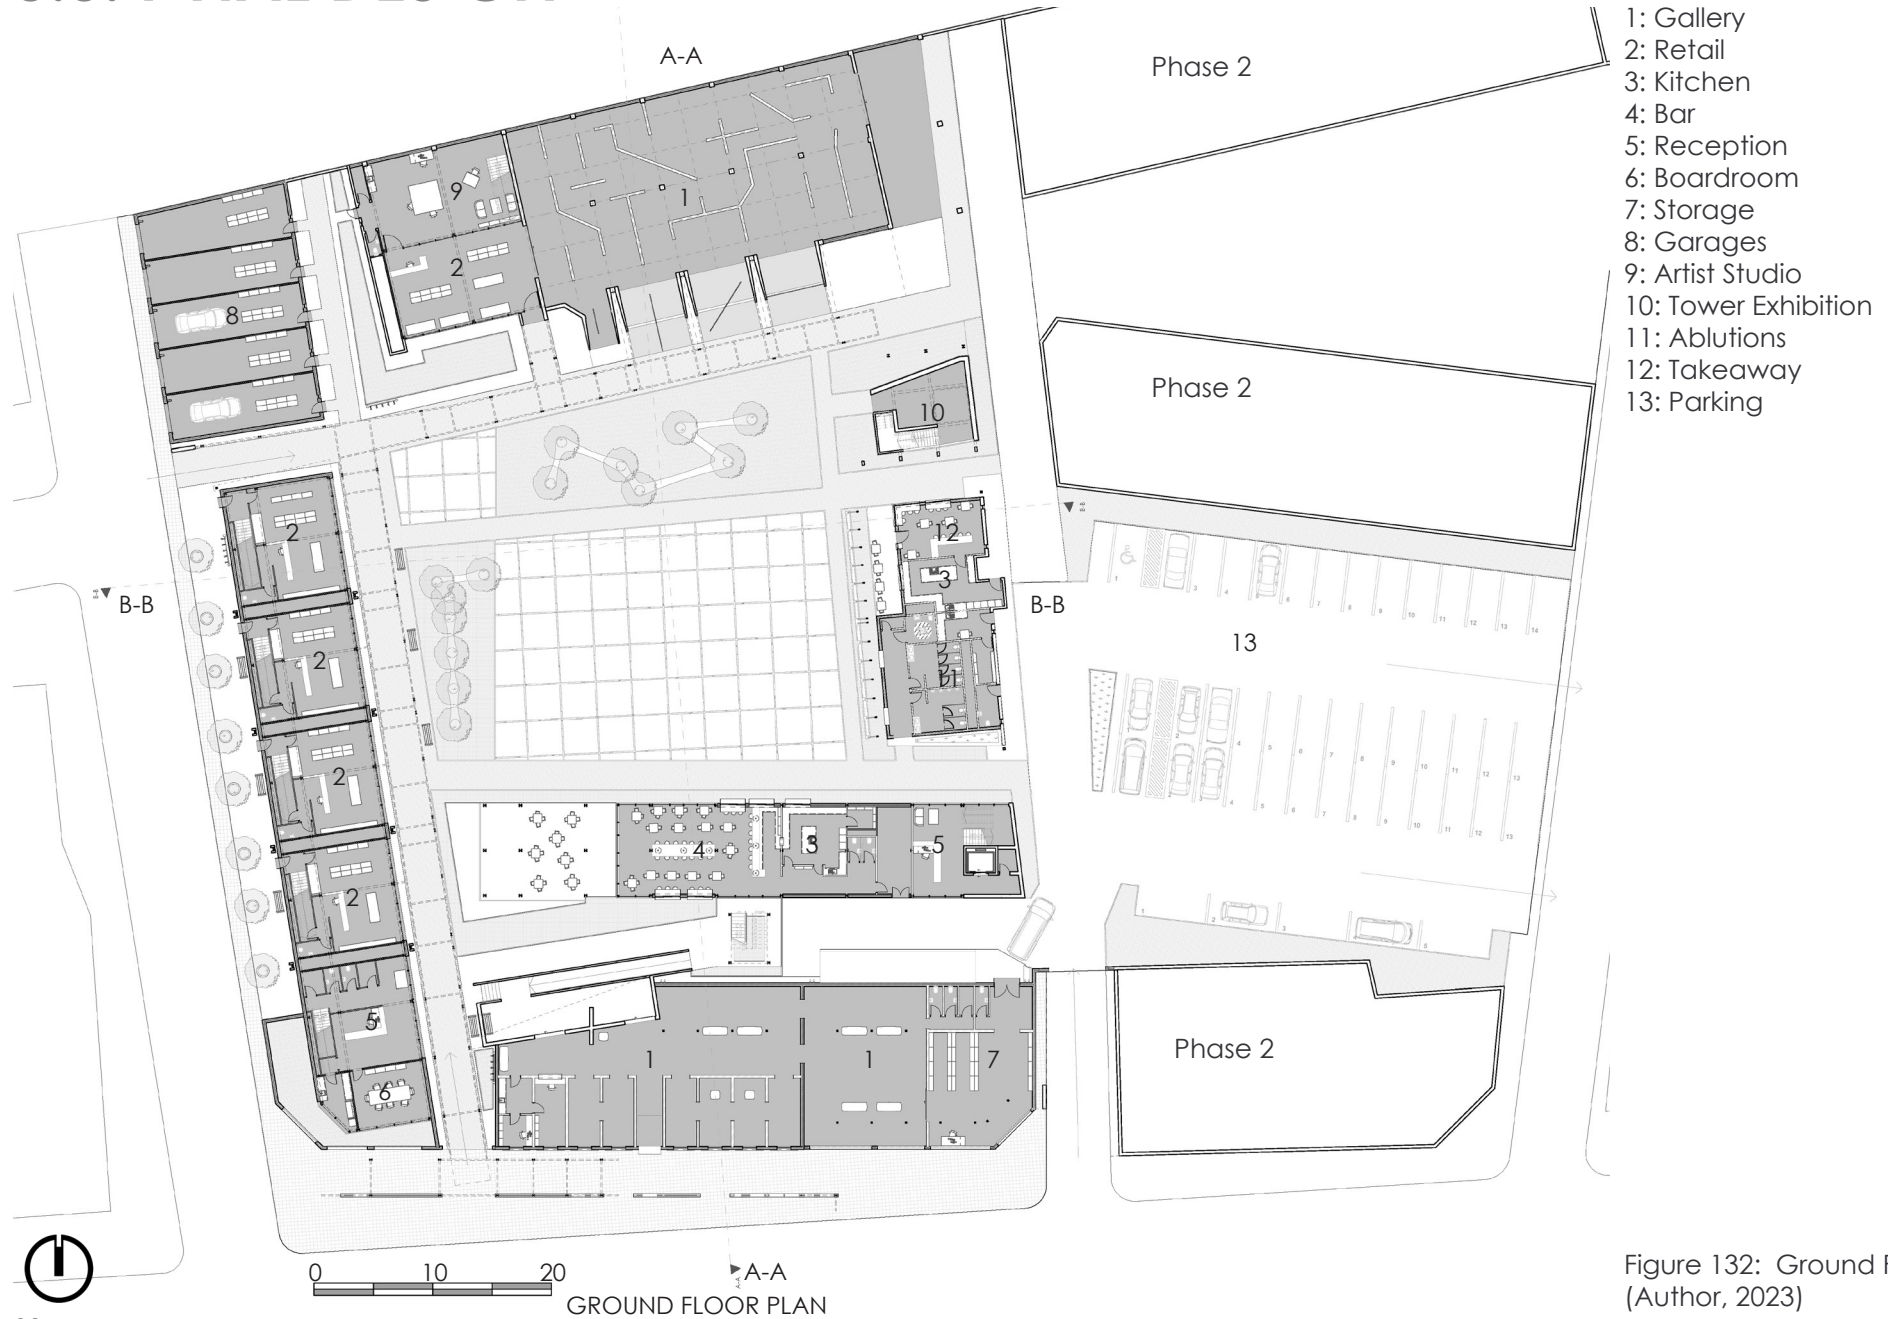 A-A
Phase 2
1: Gallery
2: Retail
3: Kitchen
4: Bar
5: Reception
6: Boardroom
7: Storage
8: Garages
9: Artist Studio
10: Tower Exhibition
11: Ablutions
12: Takeaway
13: Parking
9
1
2
8
Phase 2
10
2
12
3
B-B
B-B
2
13
11
2
4
3
5
2
5
1
1
7
Phase 2
6
0 10 20
A-A
GROUND FLOOR PLAN
Figure 132: Ground
(Author, 2023)